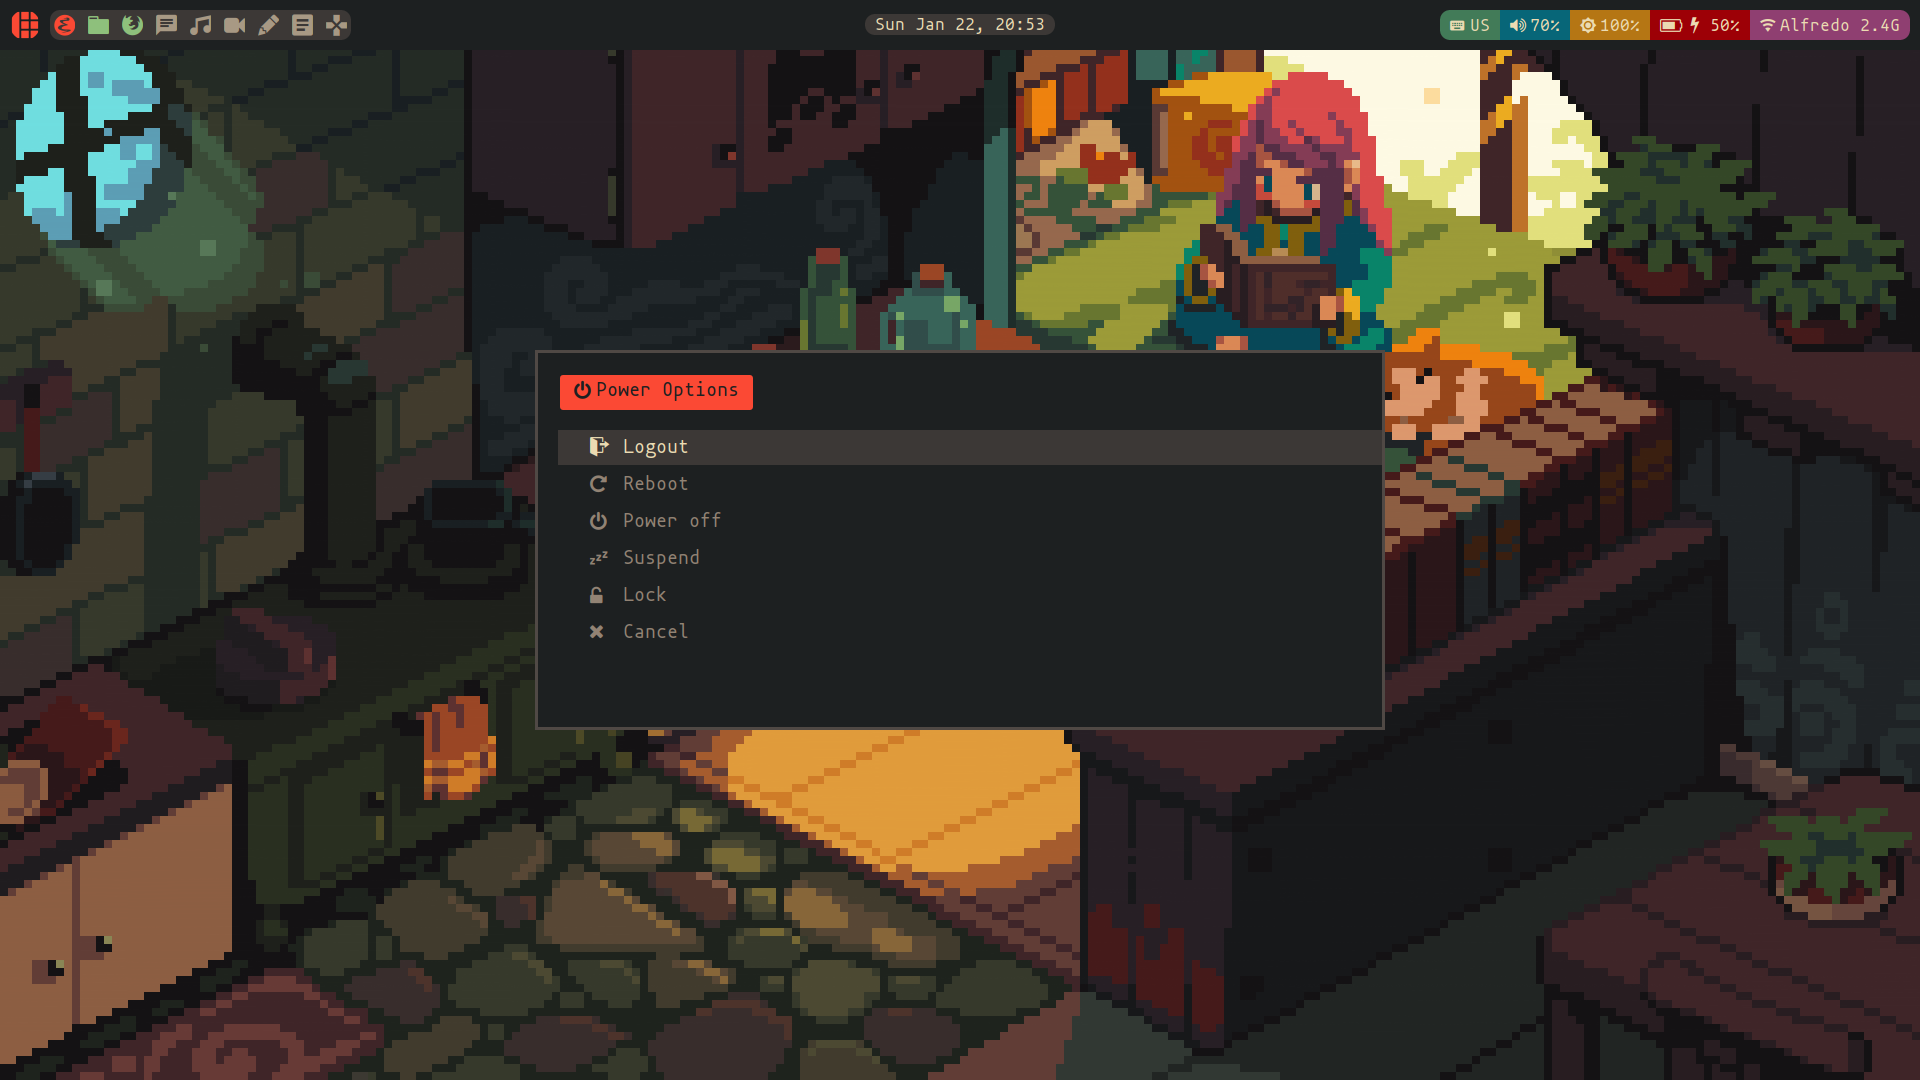 Sun Jan 22, 20:53
US 70% 100% 50% Alfredo 2.4G
Power Options
Logout
Reboot
Power off
zzz Suspend
Lock
Cancel